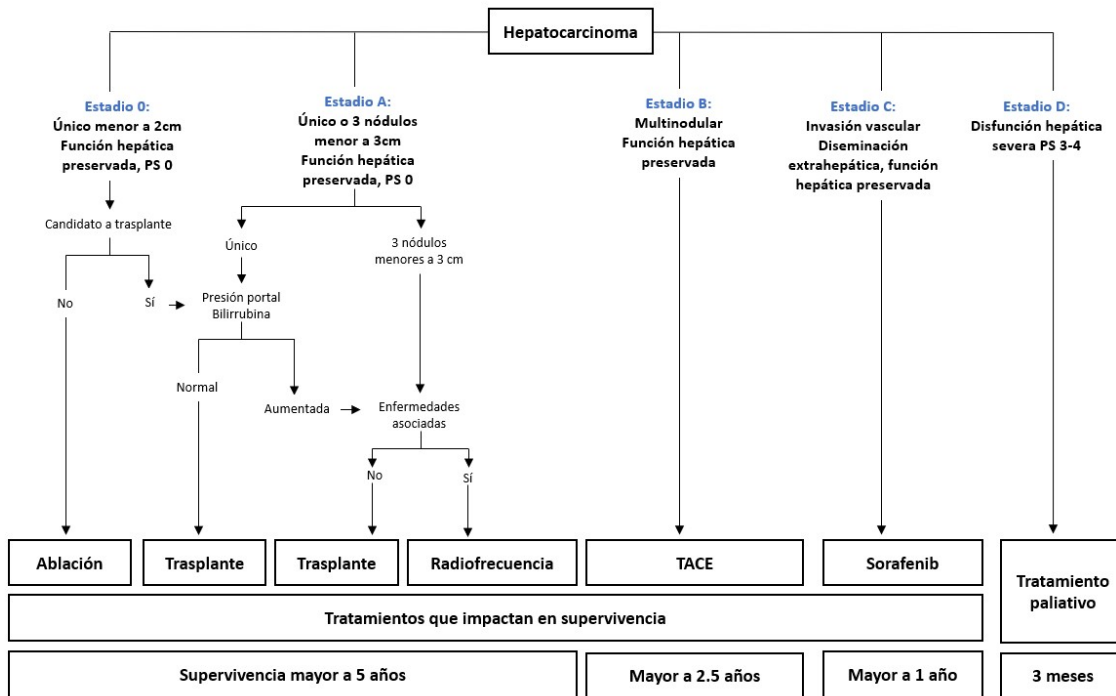 Hepatocarcinoma
Estadio 0:
Único menor a 2cm
Función hepática
preservada, PS 0
Estadio A:
Único o 3 nódulos
menor a 3cm
Función hepática
preservada, PS 0
Estadio B:
Multinodular
Función hepática
preservada
Estadio C:
Invasión vascular
Diseminación
extrahepática, función
hepática preservada
Estadio D:
Disfunción hepática
severa PS 3-4
Candidato a trasplante
Único
3 nódulos
menores a 3 cm
No
Sí
Presión portal
Bilirrubina
Normal
Aumentada
Enfermedades
asociadas
No
Sí
Ablación
Trasplante
Trasplante
Radiofrecuencia
TACE
Sorafenib
Tratamiento
paliativo
Tratamientos que impactan en supervivencia
Supervivencia mayor a 5 años
Mayor a 2.5 años
Mayor a 1 año
3 meses